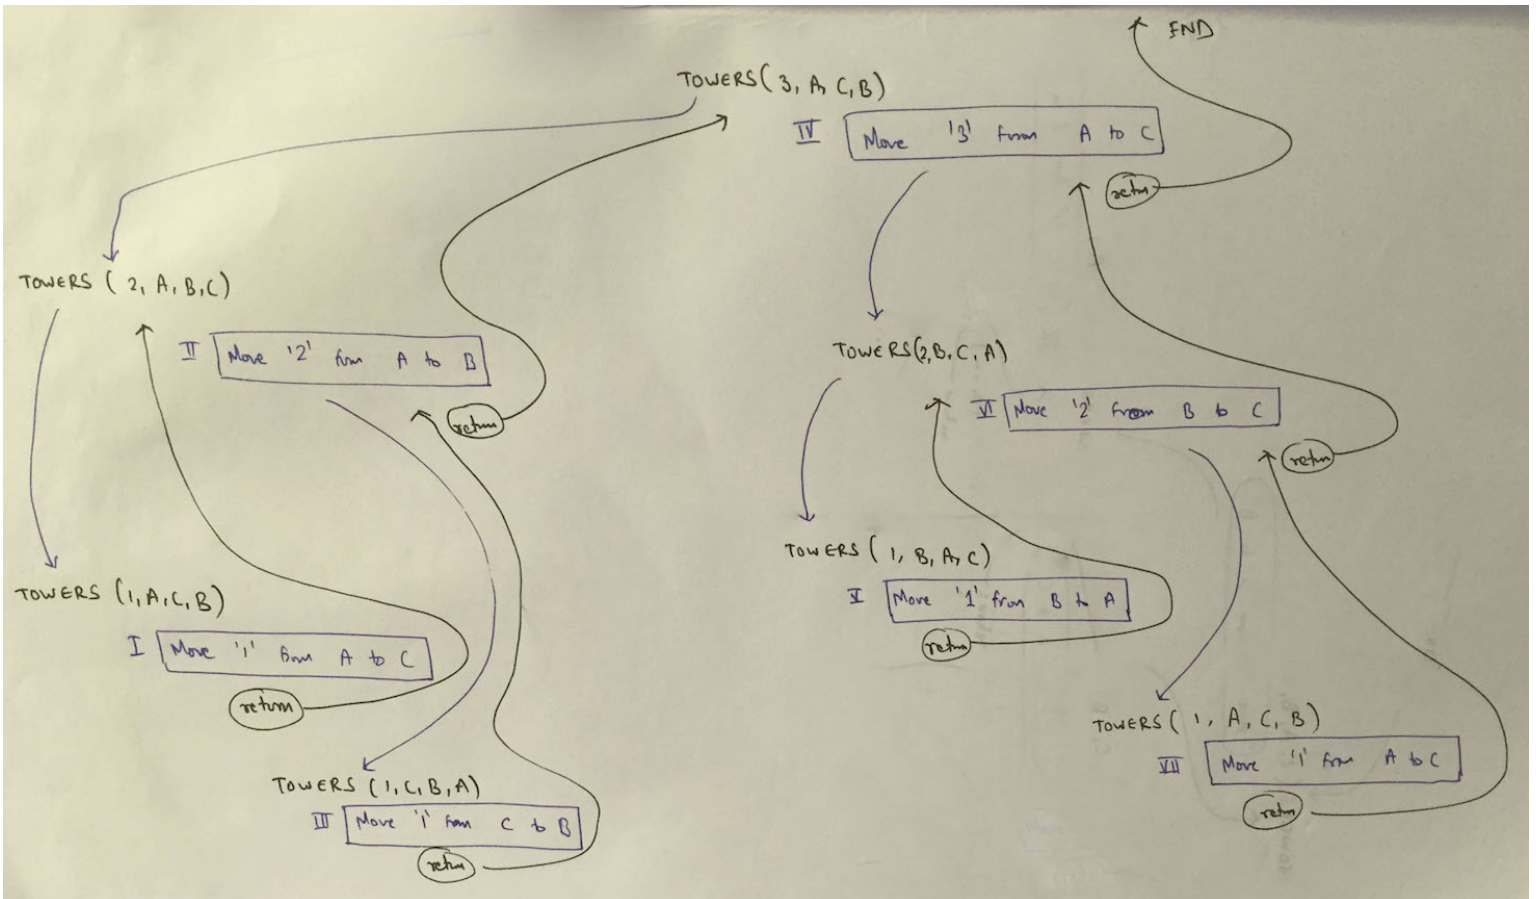 END
TOWERS (3, A, C, B)
IV Move '3' from A to C
return
TOWERS ( 2, A, B, C)
II Move '2' from A to B
return
TOWERS (2, B, C, A)
VI Move '2' from B to C
return
TOWERS ( 1, B, A, C)
V Move '1' from B to A
return
TOWERS (1, A, C, B)
I Move '1' from A to C
return
TOWERS ( 1, A, C, B)
VII Move '1' from A to C
return
TOWERS (1, C, B, A)
III Move '1' from C to B
return